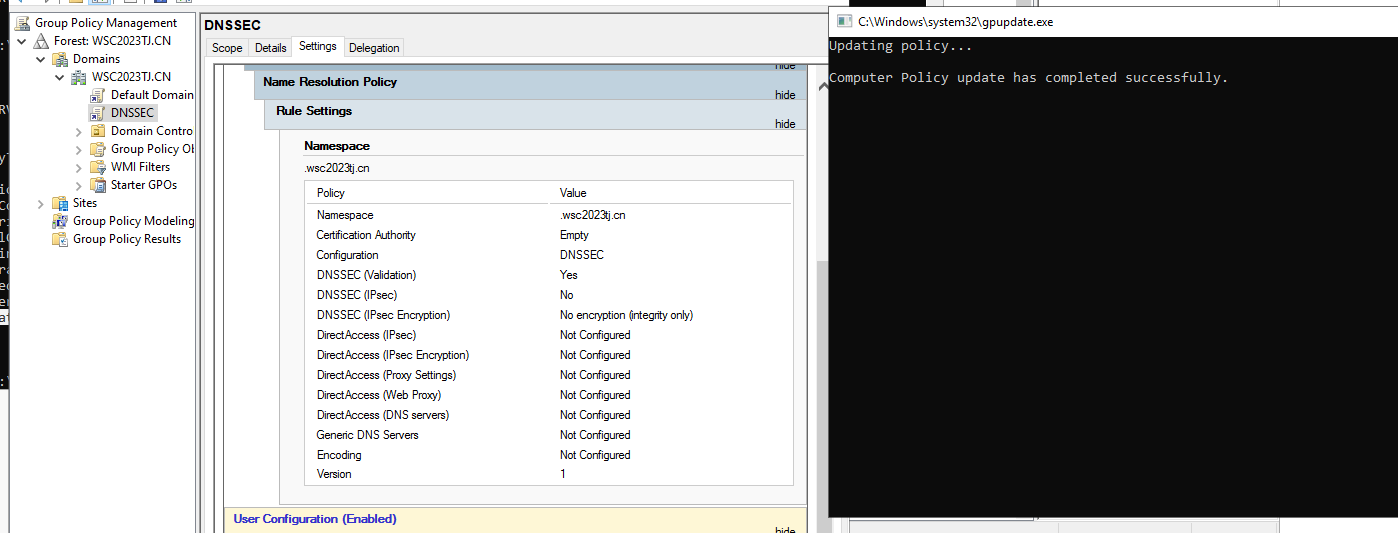 Group Policy Management
Forest: WSC2023TJ.CN
Domains
WSC2023TJ.CN
Default Domain
DNSSEC
Domain Contro
Group Policy Ob
WMI Filters
Starter GPOs
Sites
Group Policy Modeling
Group Policy Results
DNSSEC
Scope Details Settings Delegation
hide
Name Resolution Policy
hide
Rule Settings
hide
Namespace
.wsc2023tj.cn
Policy Value
Namespace .wsc2023tj.cn
Certification Authority Empty
Configuration DNSSEC
DNSSEC (Validation) Yes
DNSSEC (IPsec) No
DNSSEC (IPsec Encryption) No encryption (integrity only)
DirectAccess (IPsec) Not Configured
DirectAccess (IPsec Encryption) Not Configured
DirectAccess (Proxy Settings) Not Configured
DirectAccess (Web Proxy) Not Configured
DirectAccess (DNS servers) Not Configured
Generic DNS Servers Not Configured
Encoding Not Configured
Version 1
User Configuration (Enabled)
hide
C:\Windows\system32\gpupdate.exe
Updating policy...
Computer Policy update has completed successfully.